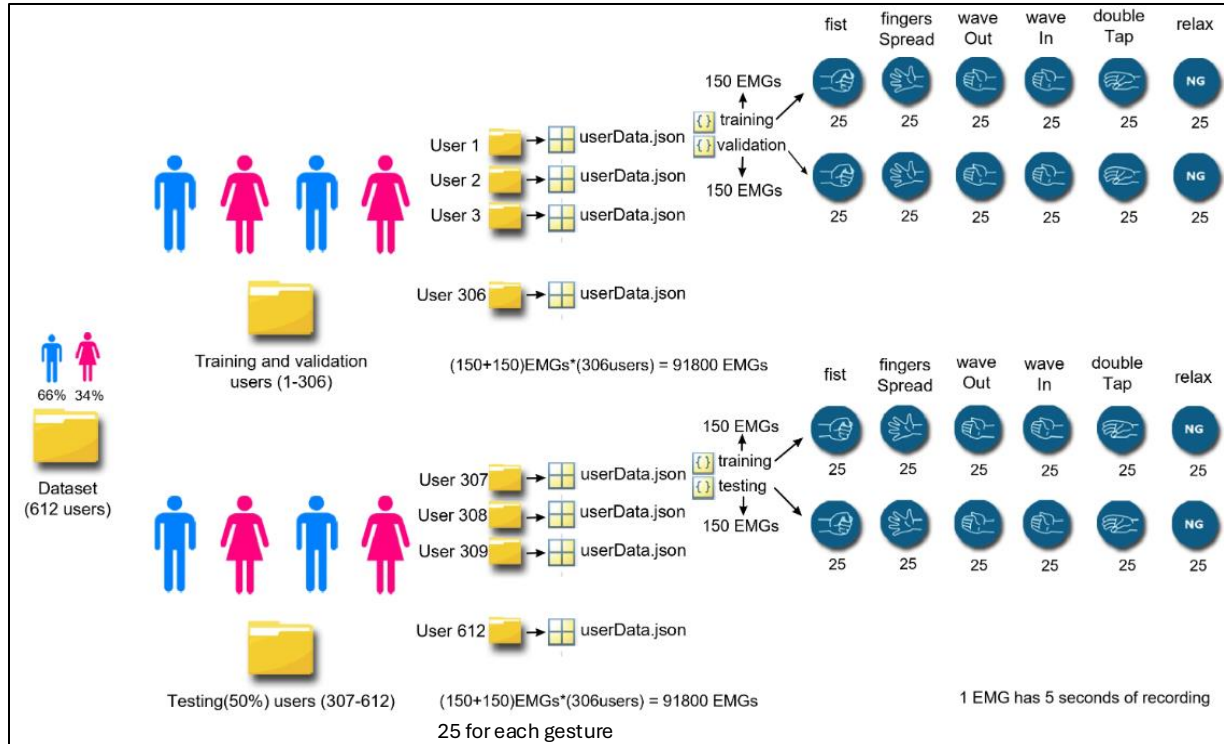 fist fingers Spread wave Out wave In double Tap relax
NG
150 EMGs
25 25 25 25 25 25
User 1 userData.json
{} training
{} validation
User 2 userData.json
150 EMGs
NG
User 3 userData.json
25 25 25 25 25 25
User 306 userData.json
Training and validation
users (1-306)
(150+150)EMGs*(306users) = 91800 EMGs
66% 34%
Dataset
(612 users)
fist fingers Spread wave Out wave In double Tap relax
NG
150 EMGs
25 25 25 25 25 25
User 307 userData.json
{} training
{} testing
User 308 userData.json
150 EMGs
NG
User 309 userData.json
25 25 25 25 25 25
User 612 userData.json
Testing(50%) users (307-612)
(150+150)EMGs*(306users) = 91800 EMGs
1 EMG has 5 seconds of recording
25 for each gesture